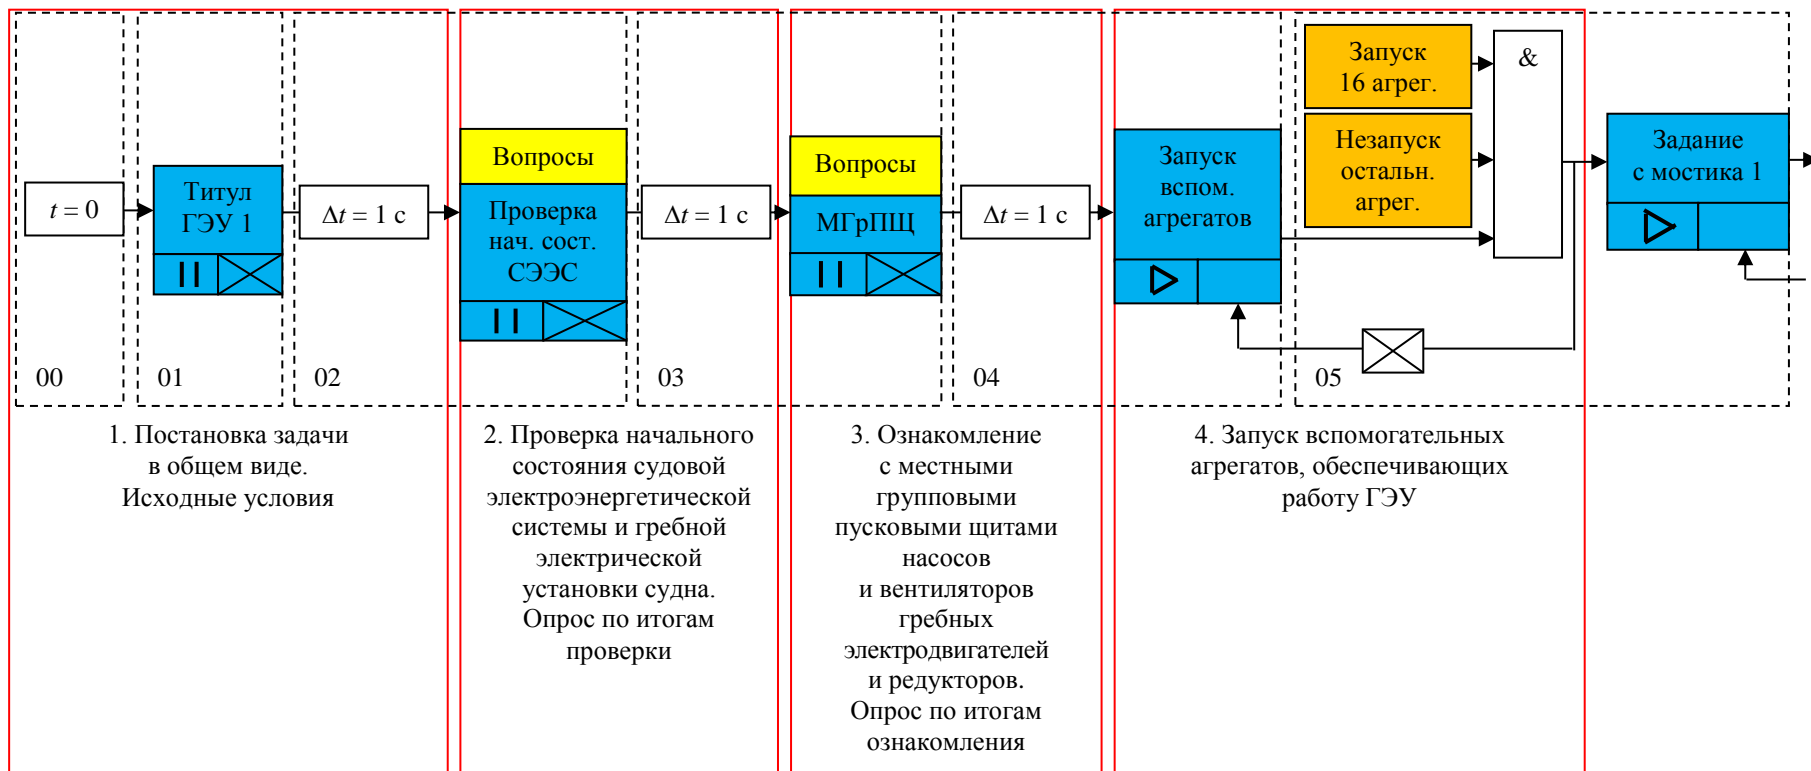 t = 0
Титул
ГЭУ 1
Δt = 1 с
Вопросы
Проверка
нач. сост.
СЭЭС
Δt = 1 с
Вопросы
МГрПЩ
Δt = 1 с
Запуск
вспом.
агрегатов
Запуск
16 агрег.
Незапуск
остальн.
агрег.
&
Задание
с мостика 1
00
01
02
03
04
05
1. Постановка задачи
в общем виде.
Исходные условия
2. Проверка начального
состояния судовой
электроэнергетической
системы и гребной
электрической
установки судна.
Опрос по итогам
проверки
3. Ознакомление
с местными
групповыми
пусковыми щитами
насосов
и вентиляторов
гребных
электродвигателей
и редукторов.
Опрос по итогам
ознакомления
4. Запуск вспомогательных
агрегатов, обеспечивающих
работу ГЭУ